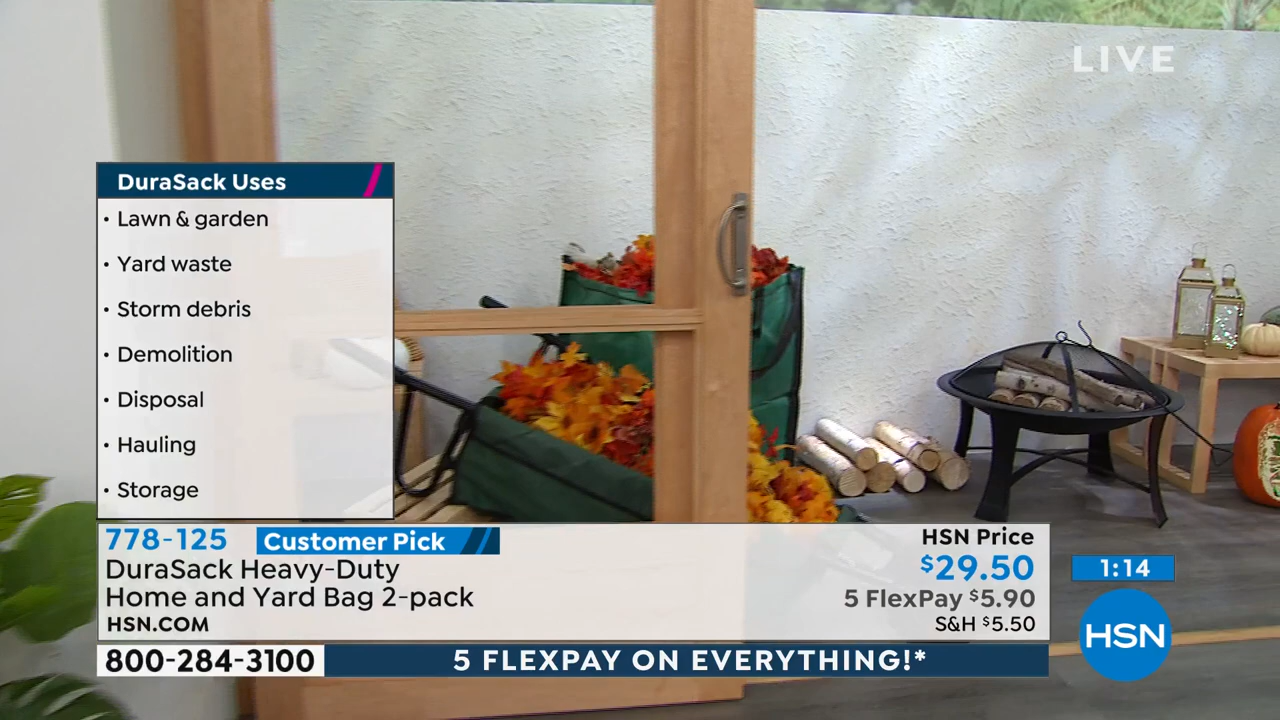 LIVE
DuraSack Uses
• Lawn & garden
• Yard waste
• Storm debris
• Demolition
• Disposal
• Hauling
• Storage
778-125 Customer Pick
DuraSack Heavy-Duty
Home and Yard Bag 2-pack
HSN.COM
HSN Price
$29.50
5 FlexPay $5.90
S&H $5.50
1:14
HSN
800-284-3100 5 FLEXPAY ON EVERYTHING!*